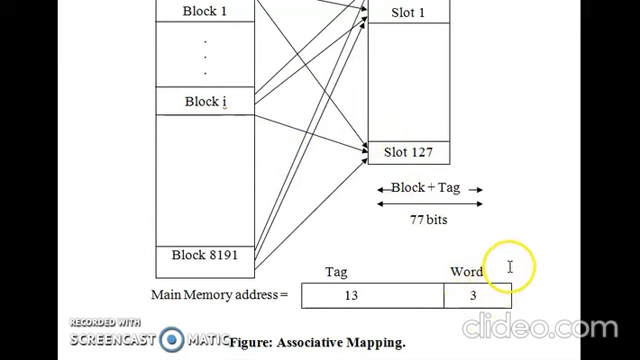 Block 1
Slot 1
.
.
.
Block i
Slot 127
Block + Tag
77 bits
Block 8191
Tag
Word
Main Memory address =
13
3
RECORDED WITH
SCREENCAST MATIC
clideo.com
Figure: Associative Mapping.